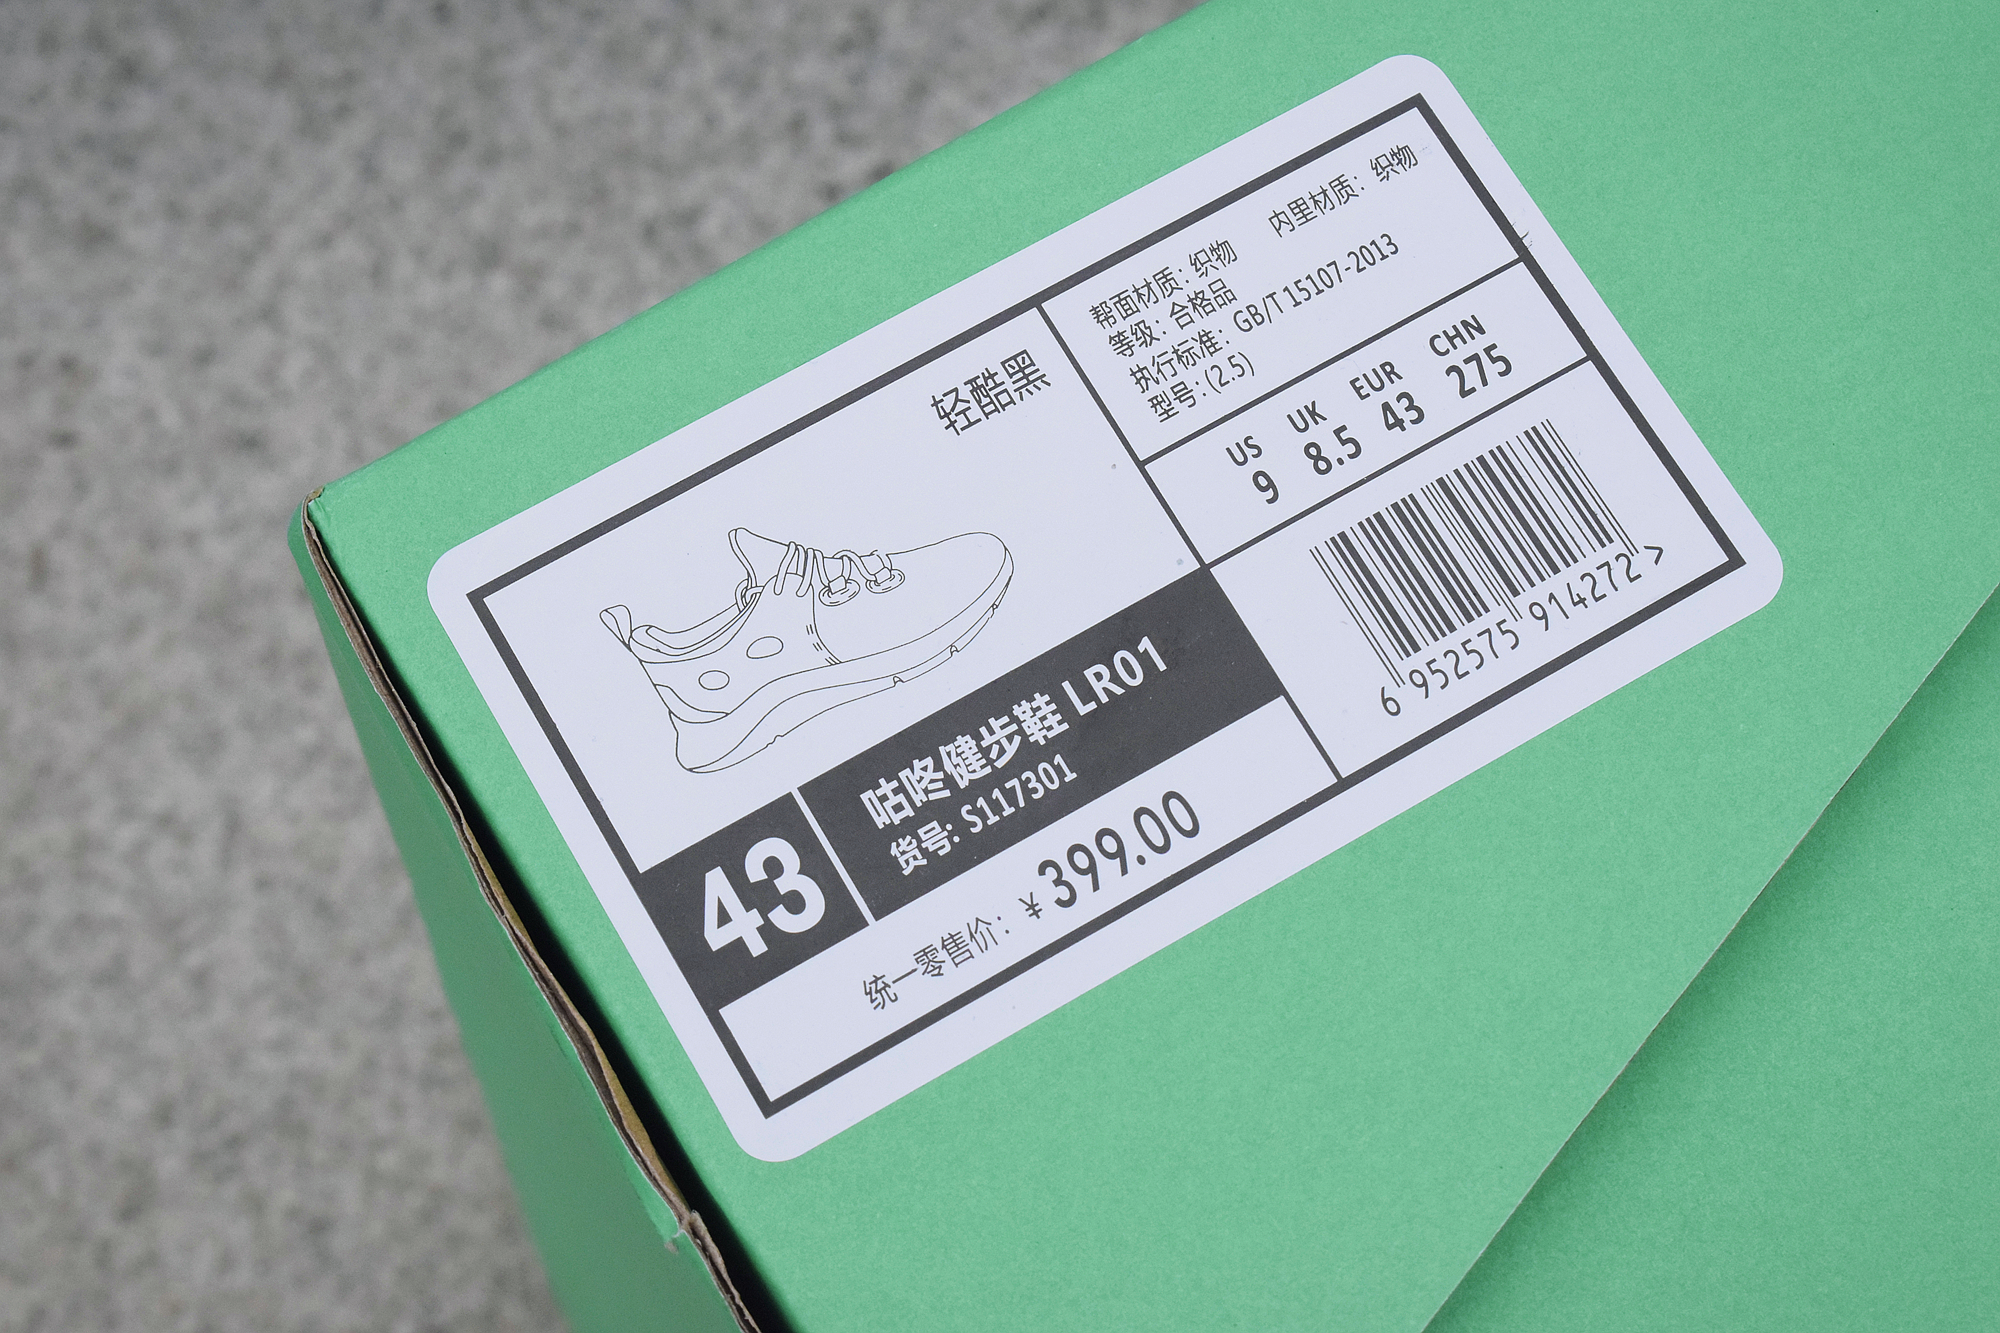 轻酷黑
43
咕咚健步鞋 LR01
货号: S117301
统一零售价: ¥ 399.00
帮面材质: 织物 内里材质: 织物
等级: 合格品
执行标准: GB/T 15107-2013
型号: (2.5)
US UK EUR CHN
9 8.5 43 275
6 952575 914272 >